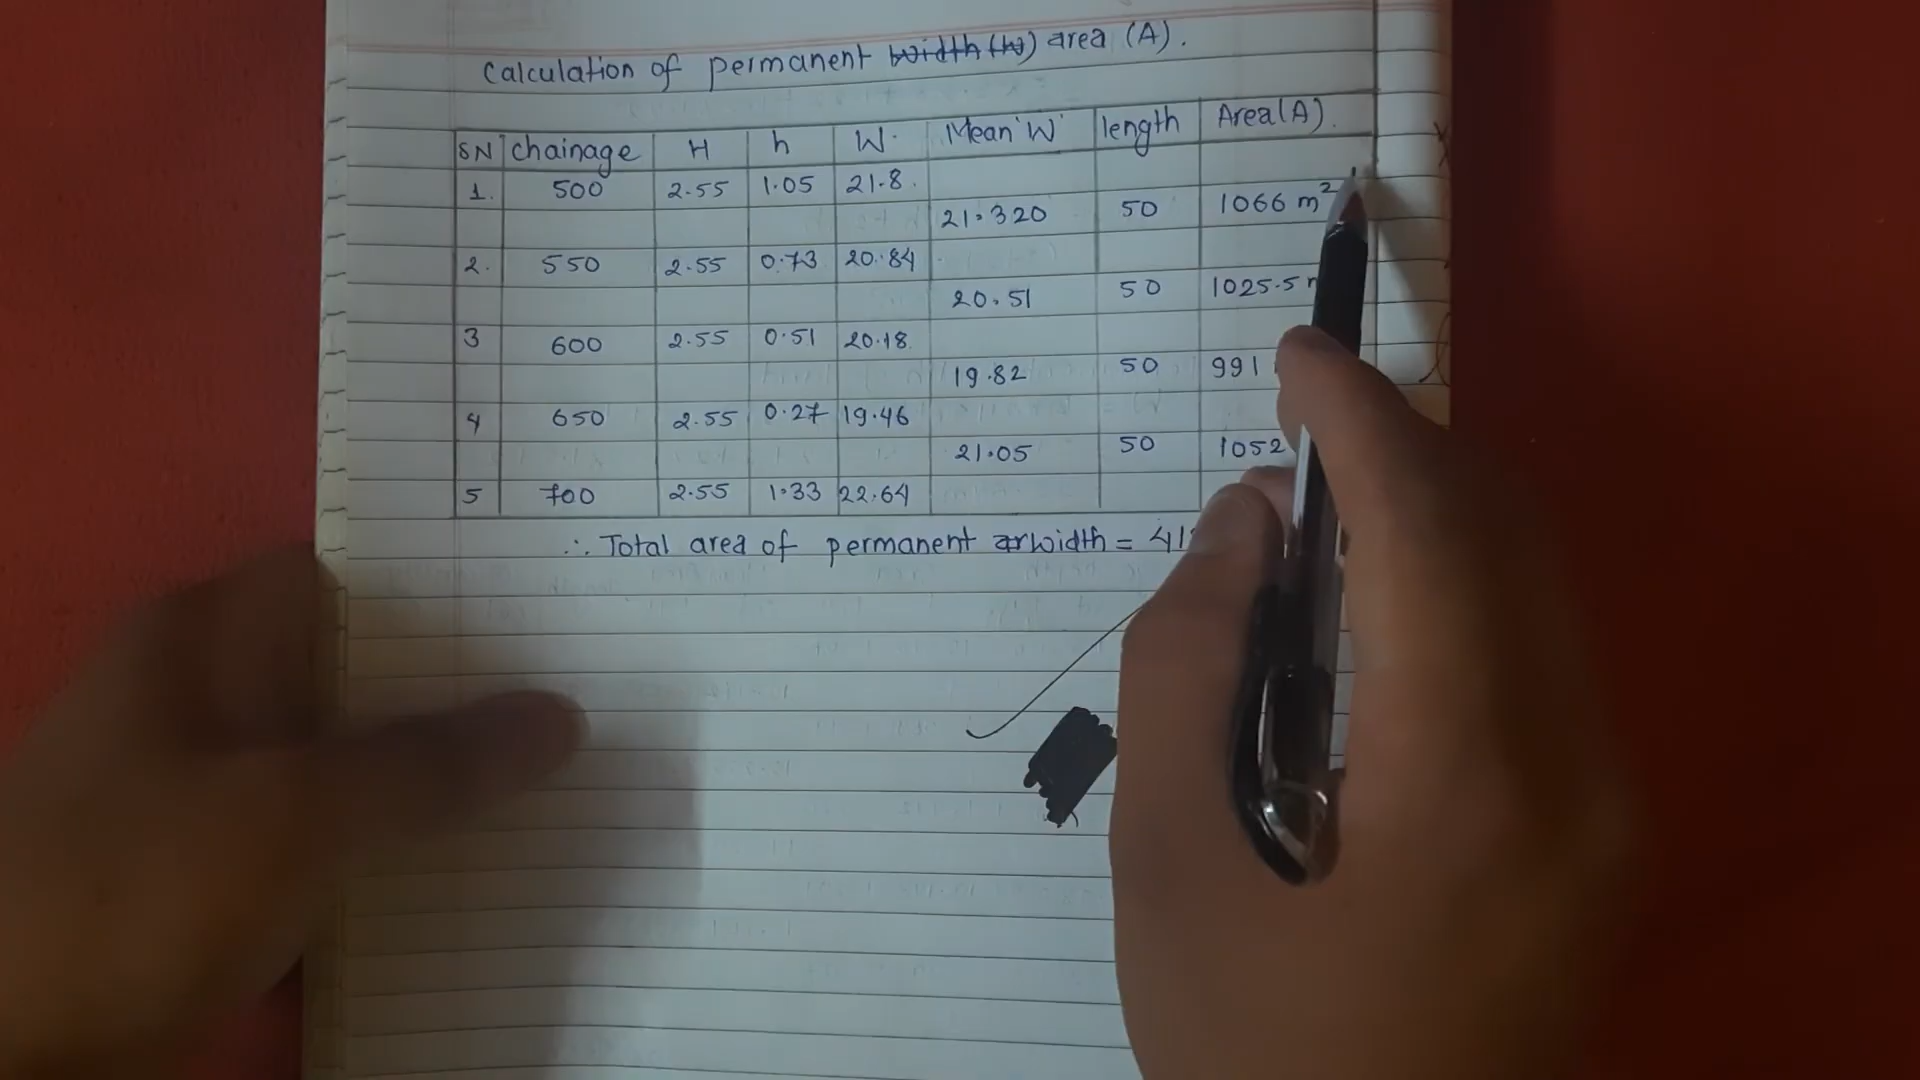 Calculation of permanent width (w) area (A).
SN chainage H h W. Mean 'W' length Area(A).
1. 500 2.55 1.05 21.8.
21.320 50 1066 m²
2. 550 2.55 0.73 20.84
20.51 50 1025.5
3 600 2.55 0.51 20.18.
19.82 50 991
4 650 2.55 0.27 19.46
21.05 50 1052
5 700 2.55 1.33 22.64
∴ Total area of permanent width =